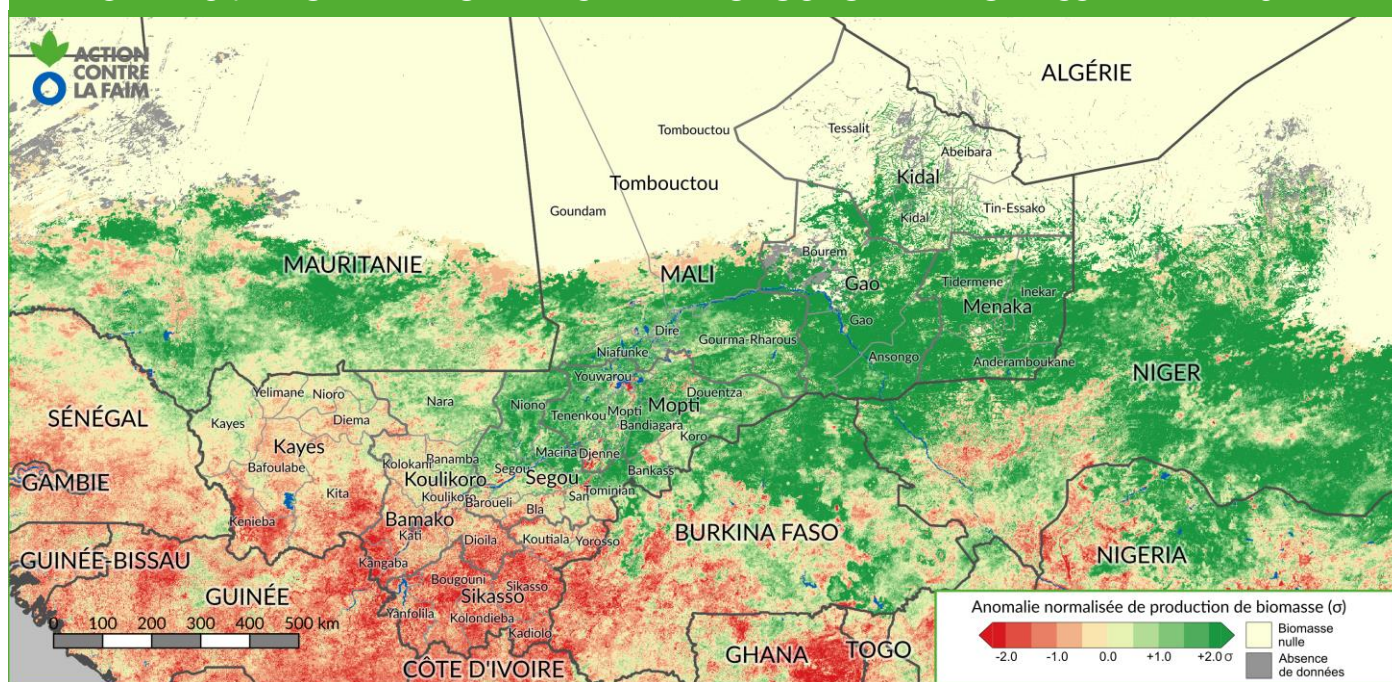 ACTION
CONTRE
LA FAIM
ALGÉRIE
Tombouctou
Tessalit
Abeibara
Tombouctou
Kidal
Goundam
Kidal
Tin-Essako
MAURITANIE
MALI
Bourem
Gao
Tidermene
Inekar
Menaka
Dire
Gao
Gourma-Rharous
Niafunke
Ansongo
Anderamboukane
Youwarou
NIGER
Yelimane
Nioro
Nara
Niono
Douentza
Mopti
Tenenkou
Mopti
SÉNÉGAL
Kayes
Diema
Bandiagara
Koro
Kayes
Macina
Djenne
Banamba
Kolokani
Bafoulabe
Segou
Segou
Bankass
GAMBIE
Koulikoro
Kita
Koulikoro
Baroueli
San
Tominian
Bla
Kenieba
Bamako
Kati
Dioila
Koutiala
Yorosso
BURKINA FASO
GUINÉE-BISSAU
Kangaba
NIGERIA
Bougouni
Sikasso
GUINÉE
Sikasso
Yanfolila
Kolondieba
Kadiolo
0 100 200 300 400 500 km
CÔTE D'IVOIRE
GHANA
TOGO
Anomalie normalisée de production de biomasse (σ)
-2.0 -1.0 0.0 +1.0 +2.0 σ
Biomasse
nulle
Absence
de données